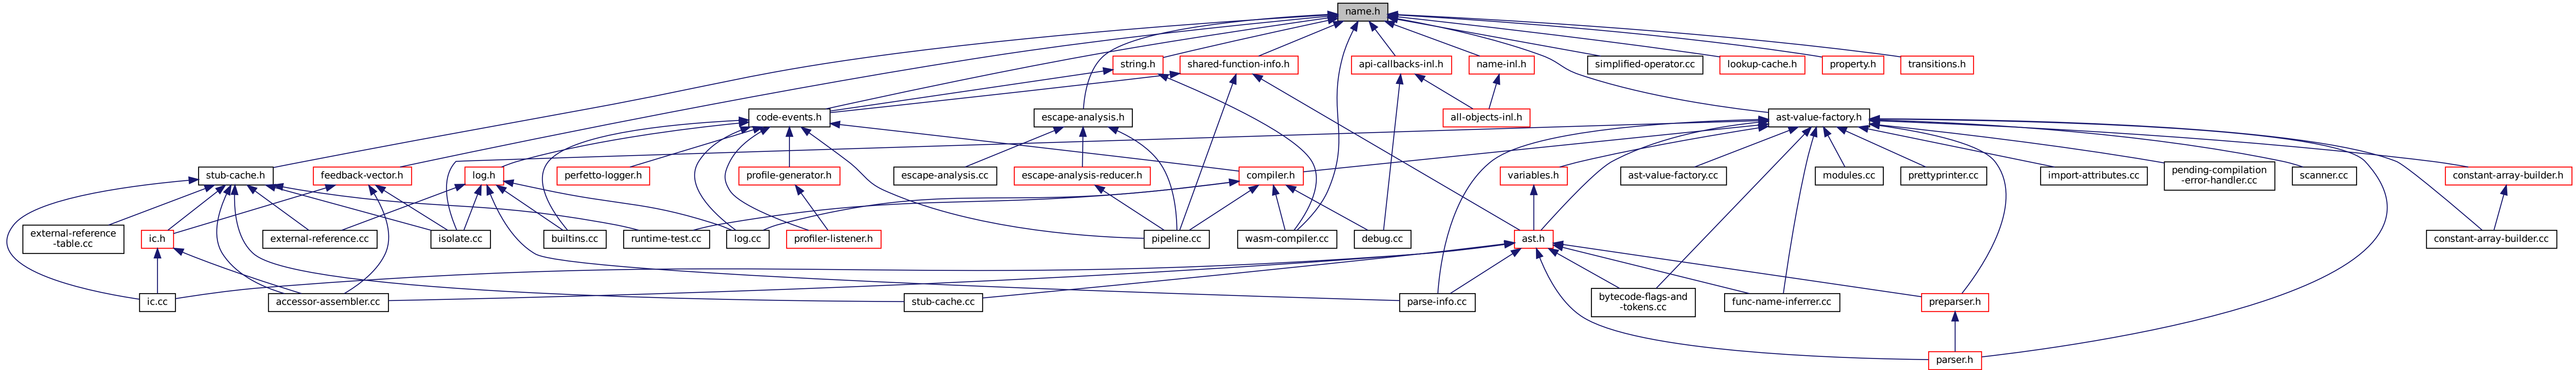 name.h
string.h
shared-function-info.h
api-callbacks-inl.h
name-inl.h
simplified-operator.cc
lookup-cache.h
property.h
transitions.h
code-events.h
escape-analysis.h
all-objects-inl.h
ast-value-factory.h
stub-cache.h
feedback-vector.h
log.h
perfetto-logger.h
profile-generator.h
escape-analysis.cc
escape-analysis-reducer.h
compiler.h
variables.h
ast-value-factory.cc
modules.cc
prettyprinter.cc
import-attributes.cc
pending-compilation
-error-handler.cc
scanner.cc
constant-array-builder.h
external-reference
-table.cc
ic.h
external-reference.cc
isolate.cc
builtins.cc
runtime-test.cc
log.cc
profiler-listener.h
pipeline.cc
wasm-compiler.cc
debug.cc
ast.h
constant-array-builder.cc
ic.cc
accessor-assembler.cc
stub-cache.cc
parse-info.cc
bytecode-flags-and
-tokens.cc
func-name-inferrer.cc
preparser.h
parser.h